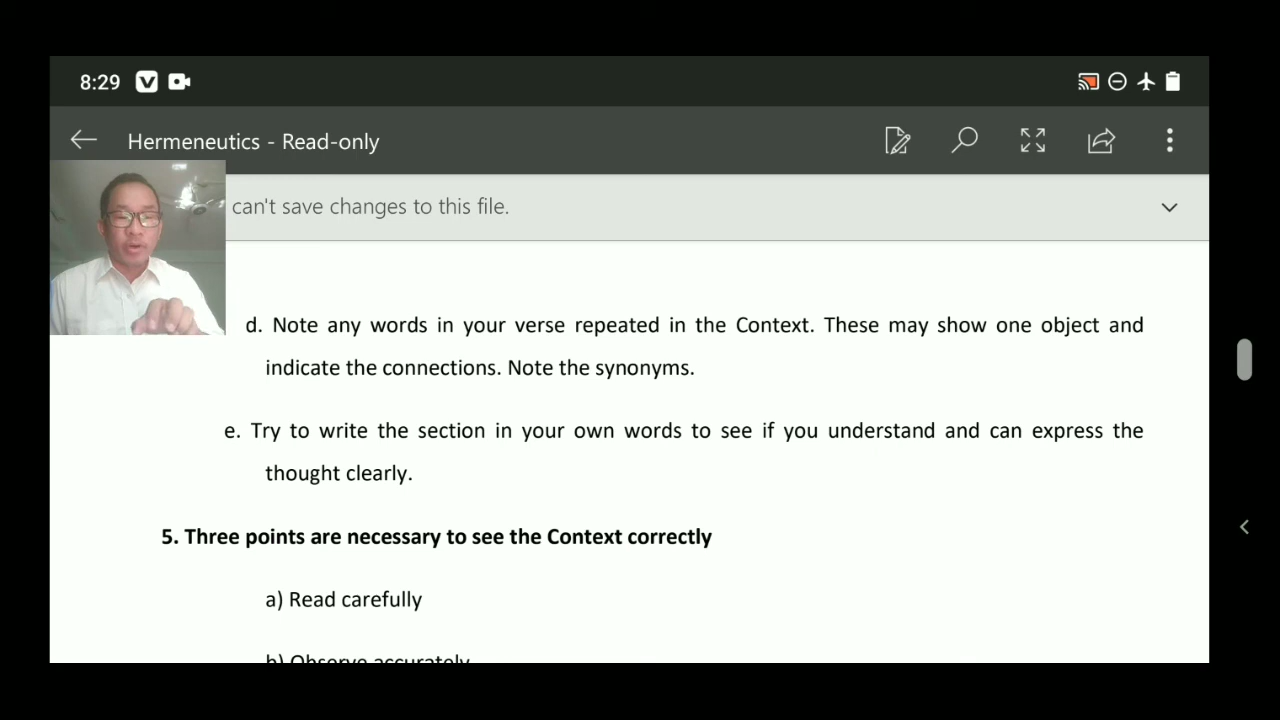 8:29
Hermeneutics - Read-only
can't save changes to this file.
d. Note any words in your verse repeated in the Context. These may show one object and
indicate the connections. Note the synonyms.
e. Try to write the section in your own words to see if you understand and can express the
thought clearly.
5. Three points are necessary to see the Context correctly
a) Read carefully
b) Observe accurately